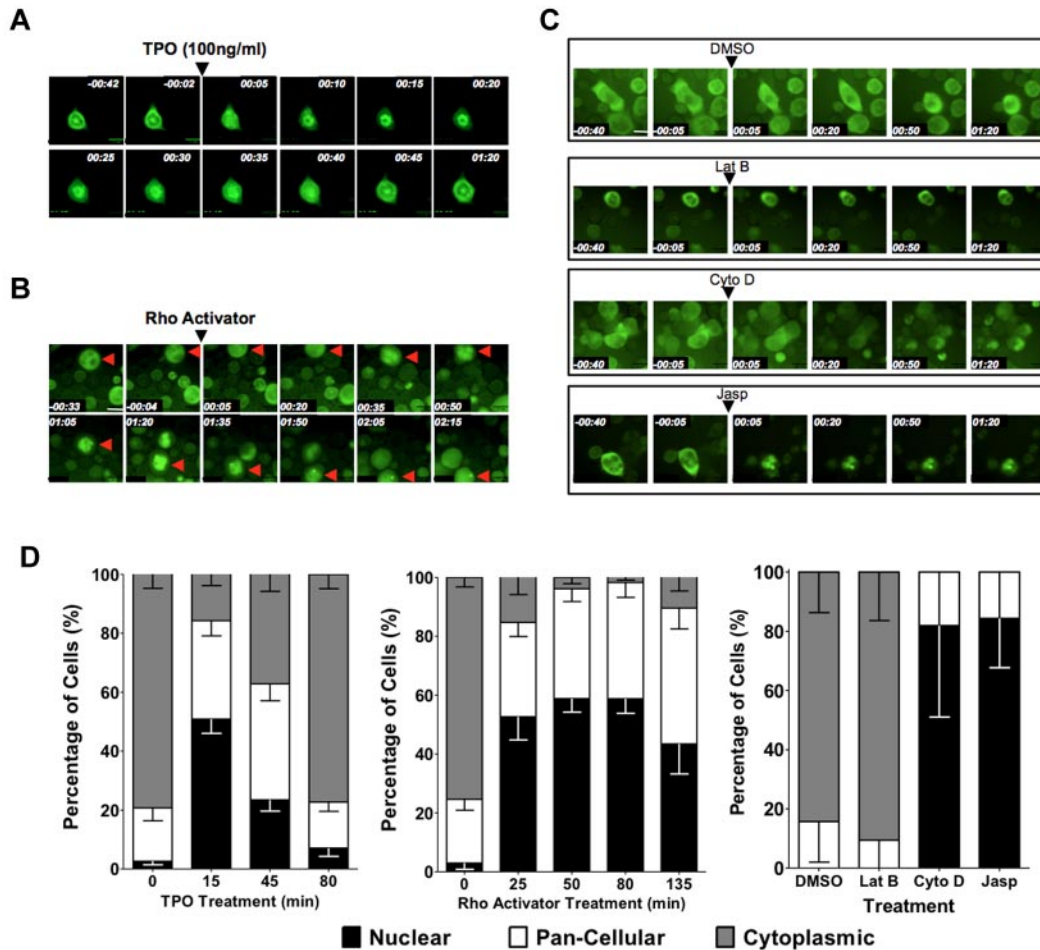 A
TPO (100ng/ml)
-00:42 -00:02 00:05 00:10 00:15 00:20
00:25 00:30 00:35 00:40 00:45 01:20
B
Rho Activator
-00:33 -00:04 00:05 00:20 00:35 00:50
01:05 01:20 01:35 01:50 02:05 02:15
C
DMSO
-00:40 -00:05 00:05 00:20 00:50 01:20
Lat B
-00:40 -00:05 00:05 00:20 00:50 01:20
Cyto D
-00:40 -00:05 00:05 00:20 00:50 01:20
Jasp
-00:40 -00:05 00:05 00:20 00:50 01:20
D
Percentage of Cells (%)
100
80
60
40
20
0
0 15 45 80
TPO Treatment (min)
Percentage of Cells (%)
100
80
60
40
20
0
0 25 50 80 135
Rho Activator Treatment (min)
Percentage of Cells (%)
100
80
60
40
20
0
DMSO Lat B Cyto D Jasp
Treatment
Nuclear Pan-Cellular Cytoplasmic